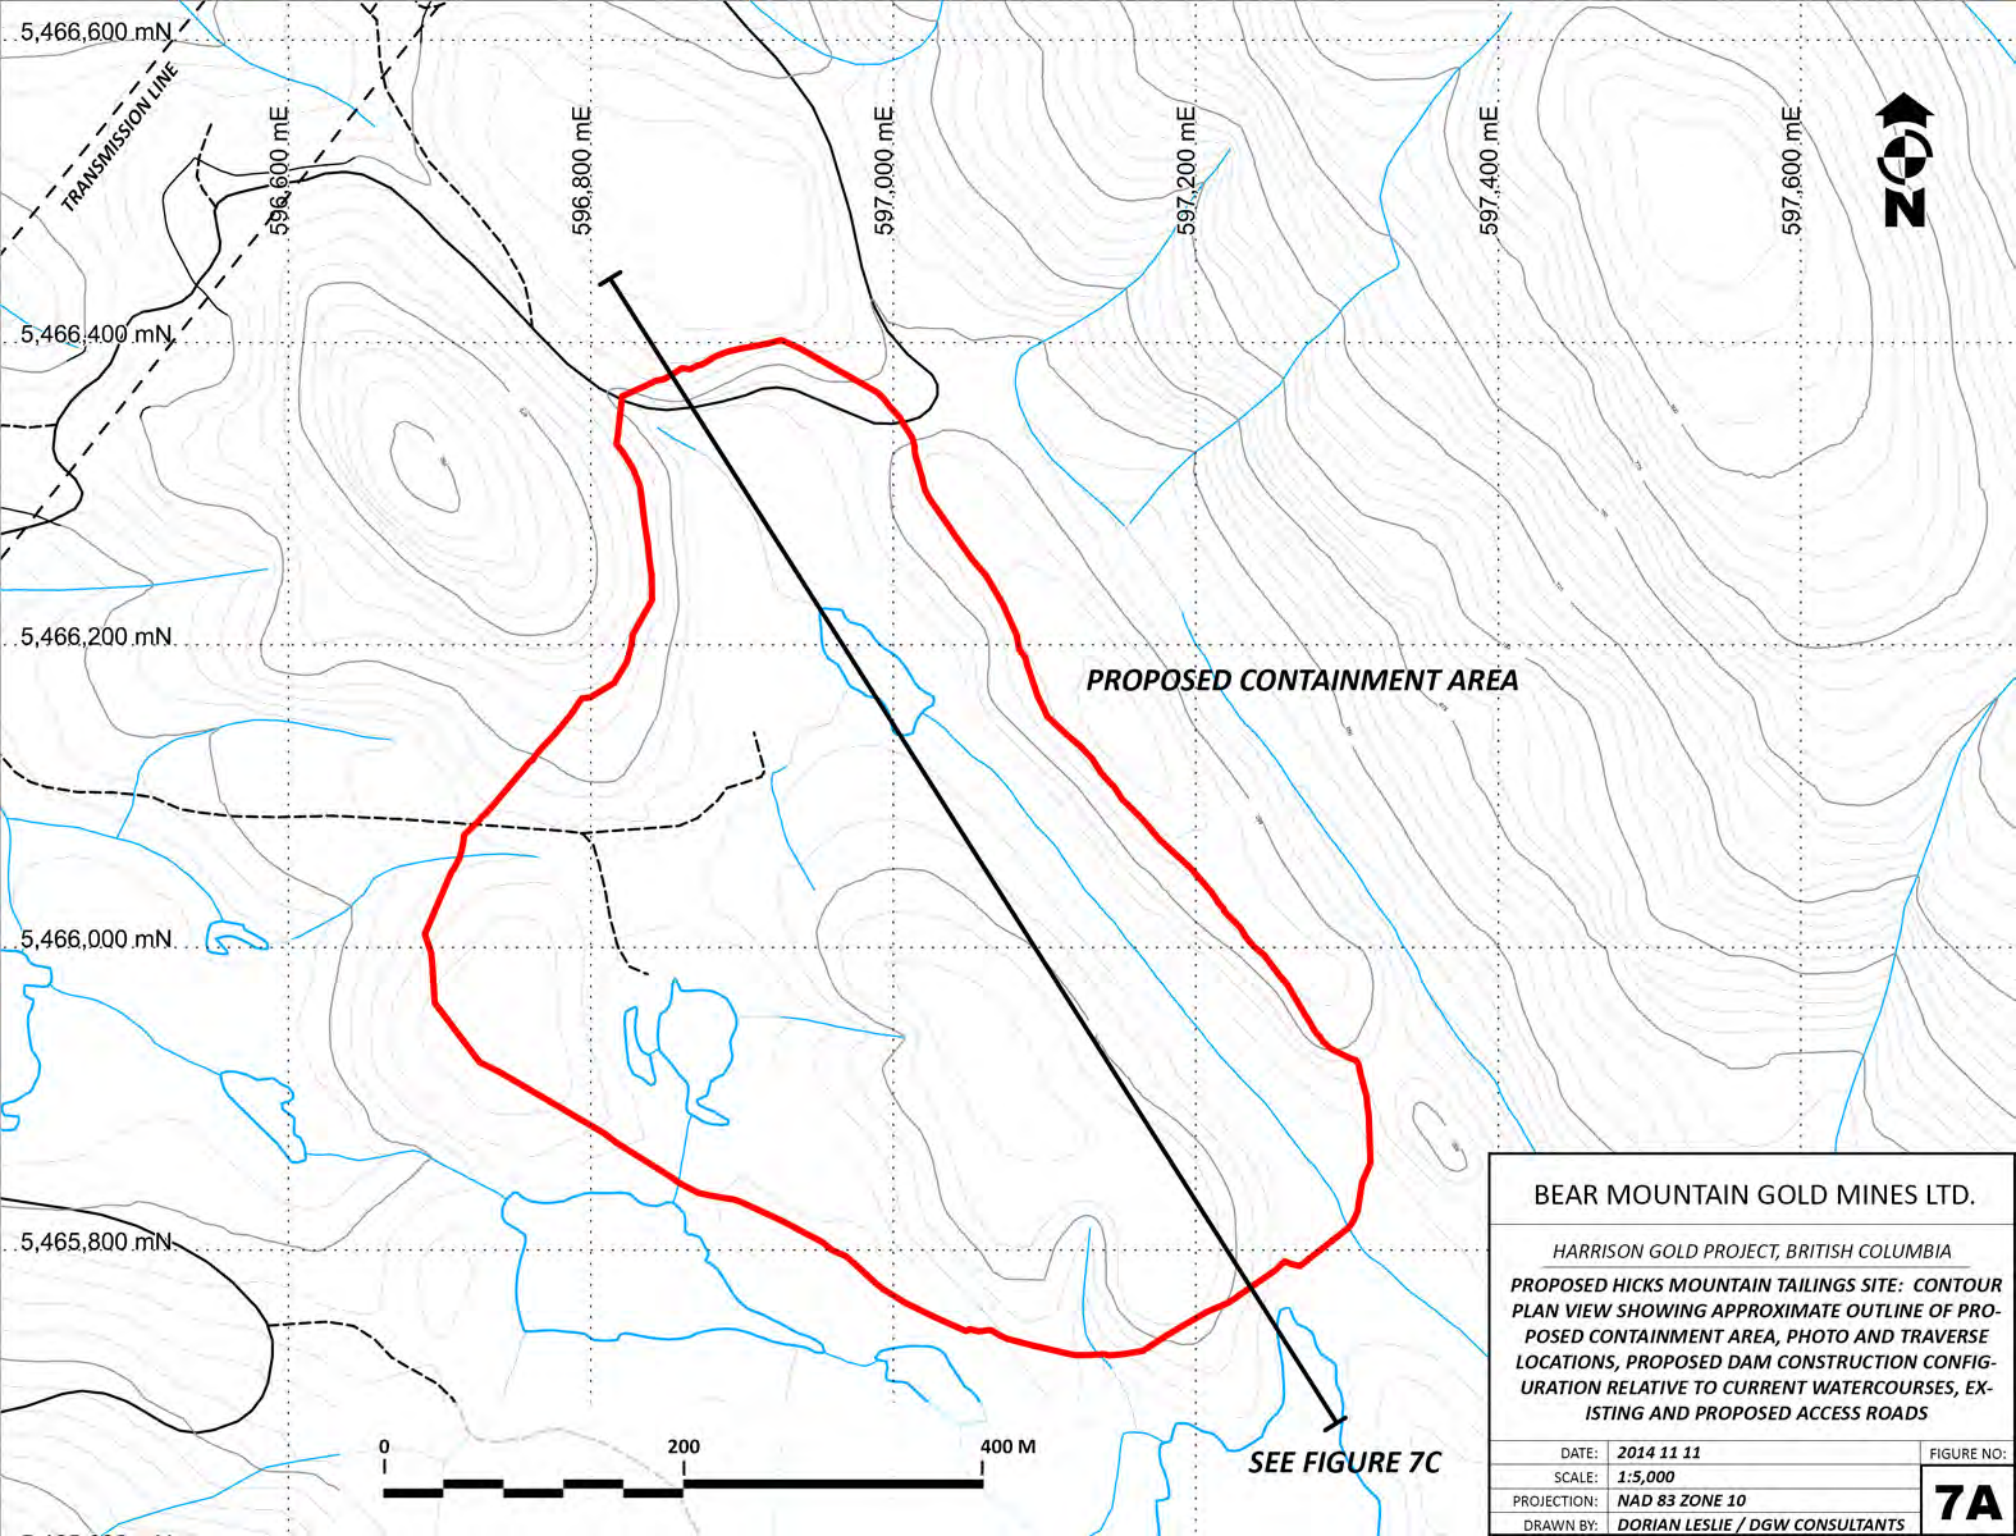 5,466,600 mN
TRANSMISSION LINE
596,600 mE
596,800 mE
597,000 mE
597,200 mE
597,400 mE
597,600 mE
N
5,466,400 mN
5,466,200 mN
PROPOSED CONTAINMENT AREA
5,466,000 mN
5,465,800 mN
0
200
400 M
SEE FIGURE 7C
BEAR MOUNTAIN GOLD MINES LTD.
HARRISON GOLD PROJECT, BRITISH COLUMBIA
PROPOSED HICKS MOUNTAIN TAILINGS SITE: CONTOUR
PLAN VIEW SHOWING APPROXIMATE OUTLINE OF PRO-
POSED CONTAINMENT AREA, PHOTO AND TRAVERSE
LOCATIONS, PROPOSED DAM CONSTRUCTION CONFIG-
URATION RELATIVE TO CURRENT WATERCOURSES, EX-
ISTING AND PROPOSED ACCESS ROADS
DATE: 2014 11 11
SCALE: 1:5,000
PROJECTION: NAD 83 ZONE 10
DRAWN BY: DORIAN LESLIE / DGW CONSULTANTS
FIGURE NO:
7A